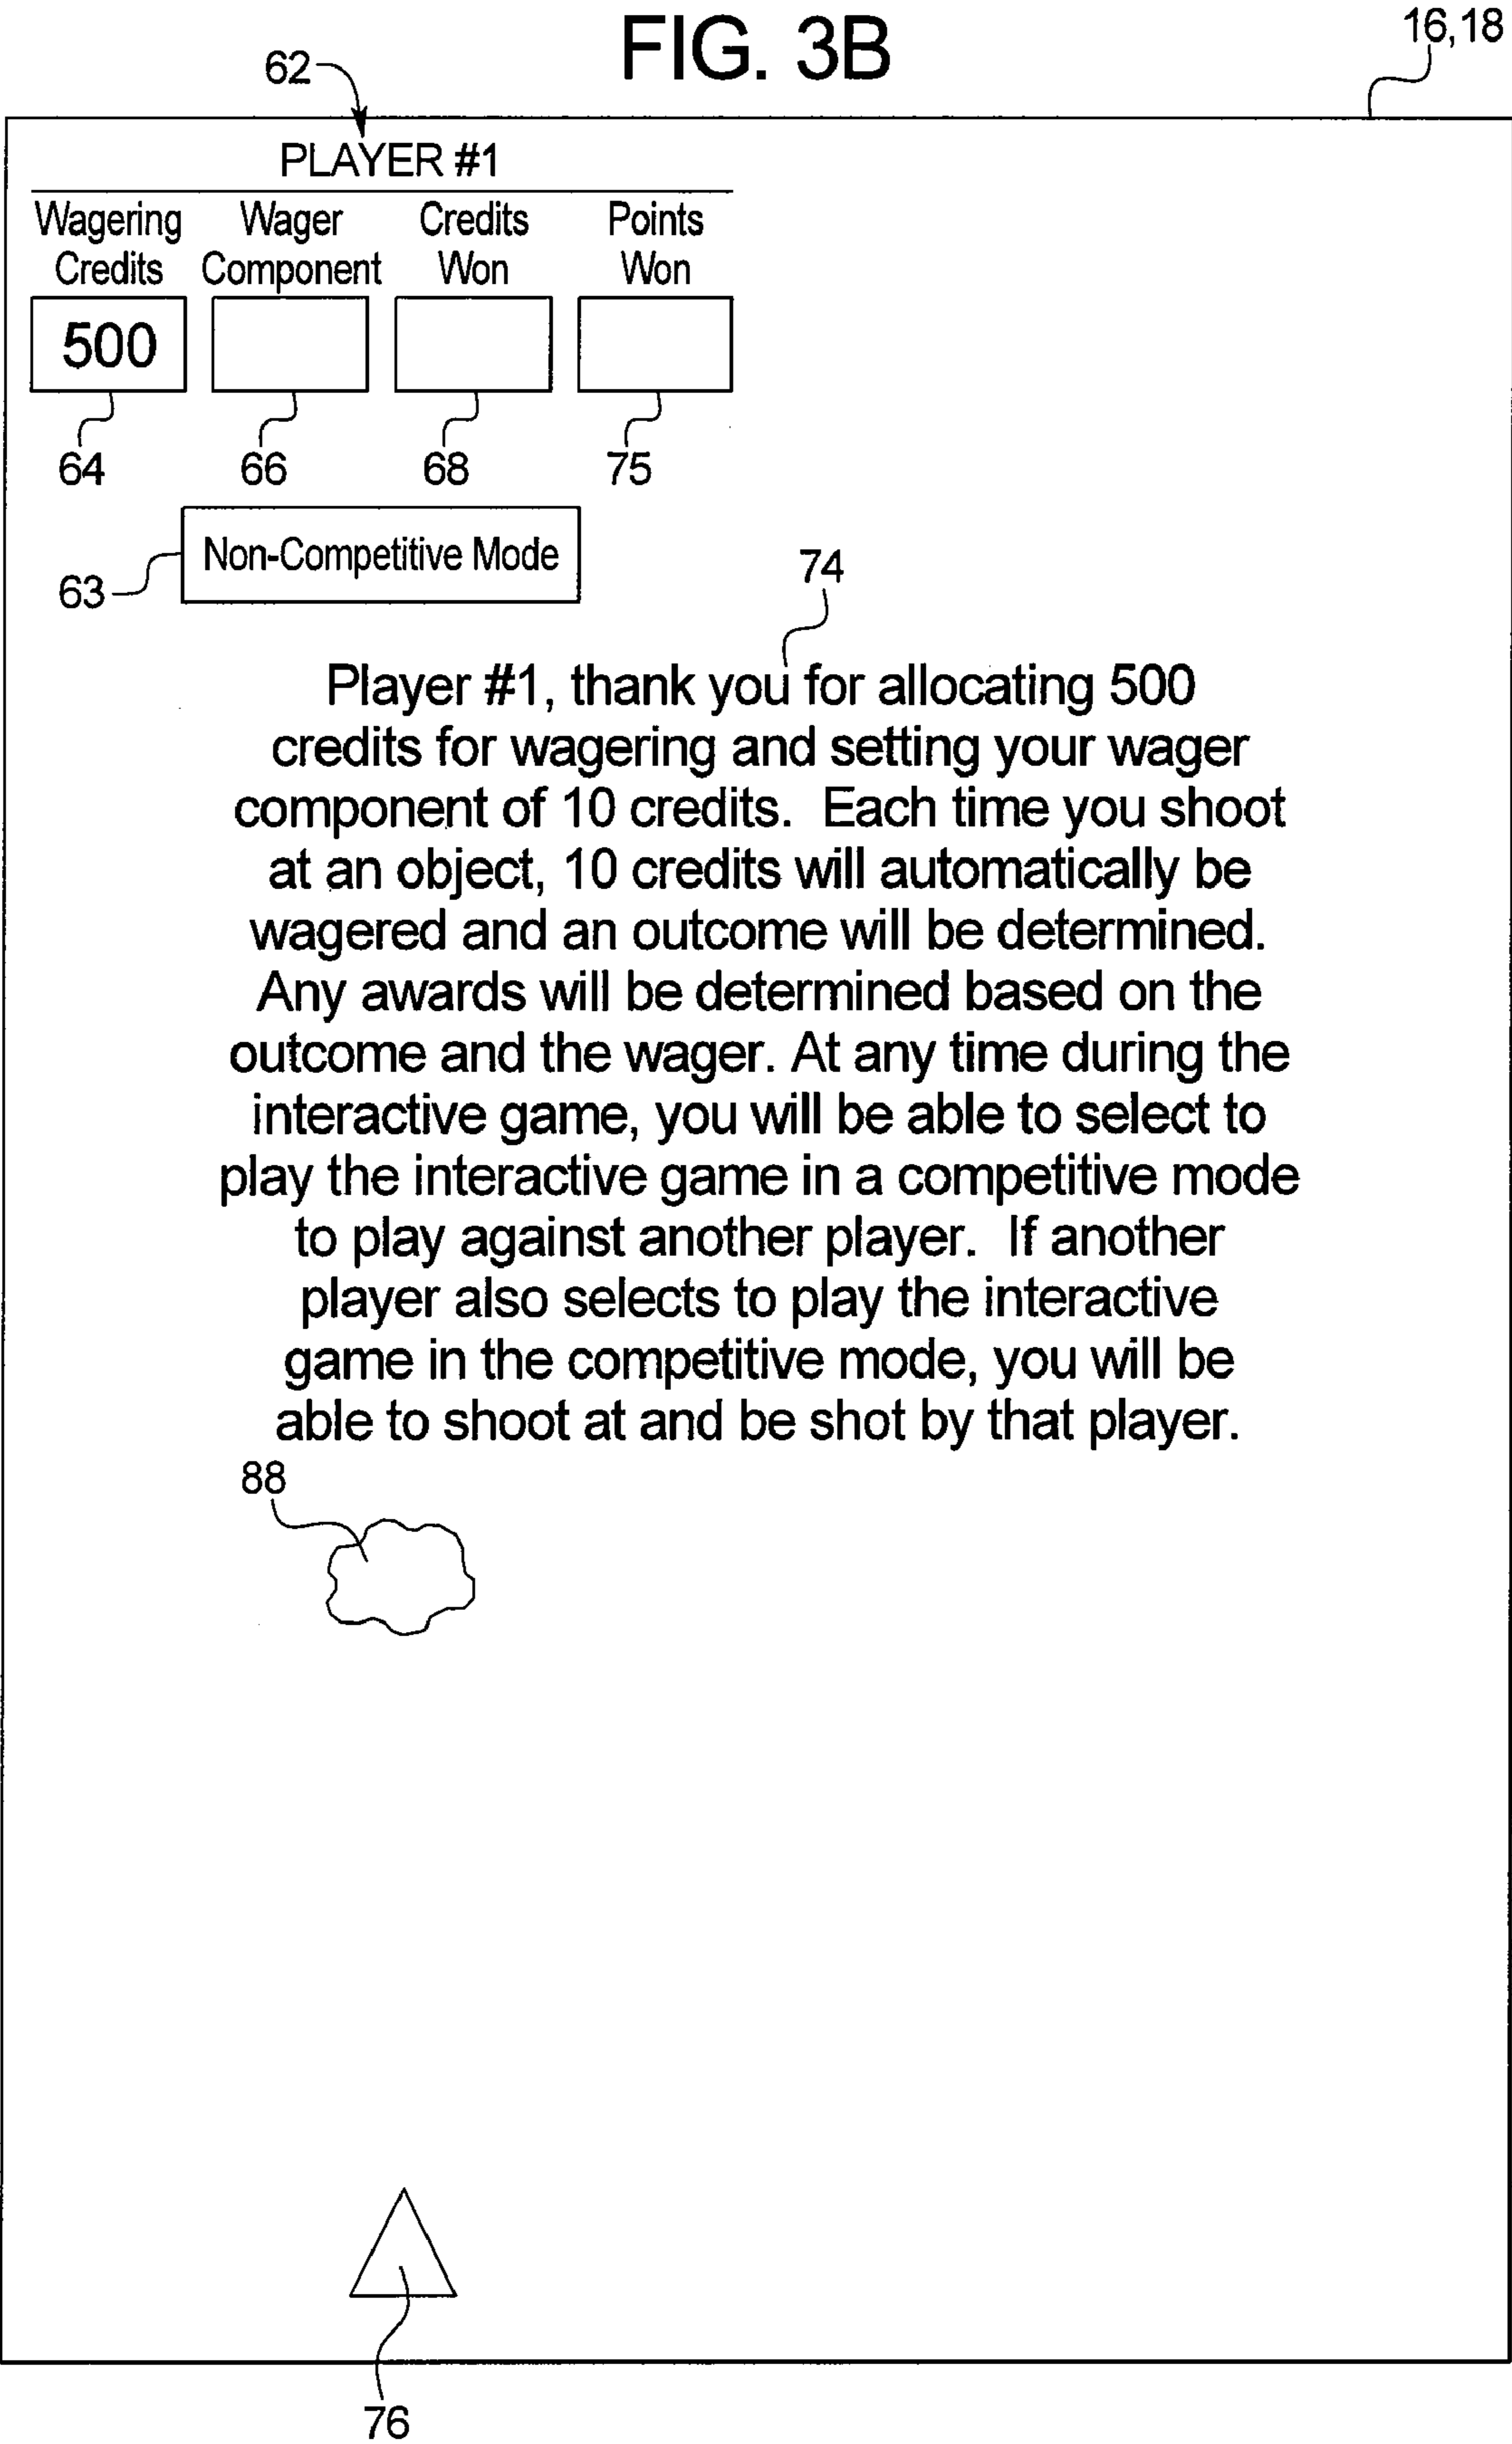 FIG. 3B
16,18
62
PLAYER #1
Wagering Wager Credits Points
Credits Component Won Won
500
64 66 68 75
Non-Competitive Mode
63
74
Player #1, thank you for allocating 500
credits for wagering and setting your wager
component of 10 credits. Each time you shoot
at an object, 10 credits will automatically be
wagered and an outcome will be determined.
Any awards will be determined based on the
outcome and the wager. At any time during the
interactive game, you will be able to select to
play the interactive game in a competitive mode
to play against another player. If another
player also selects to play the interactive
game in the competitive mode, you will be
able to shoot at and be shot by that player.
88
76